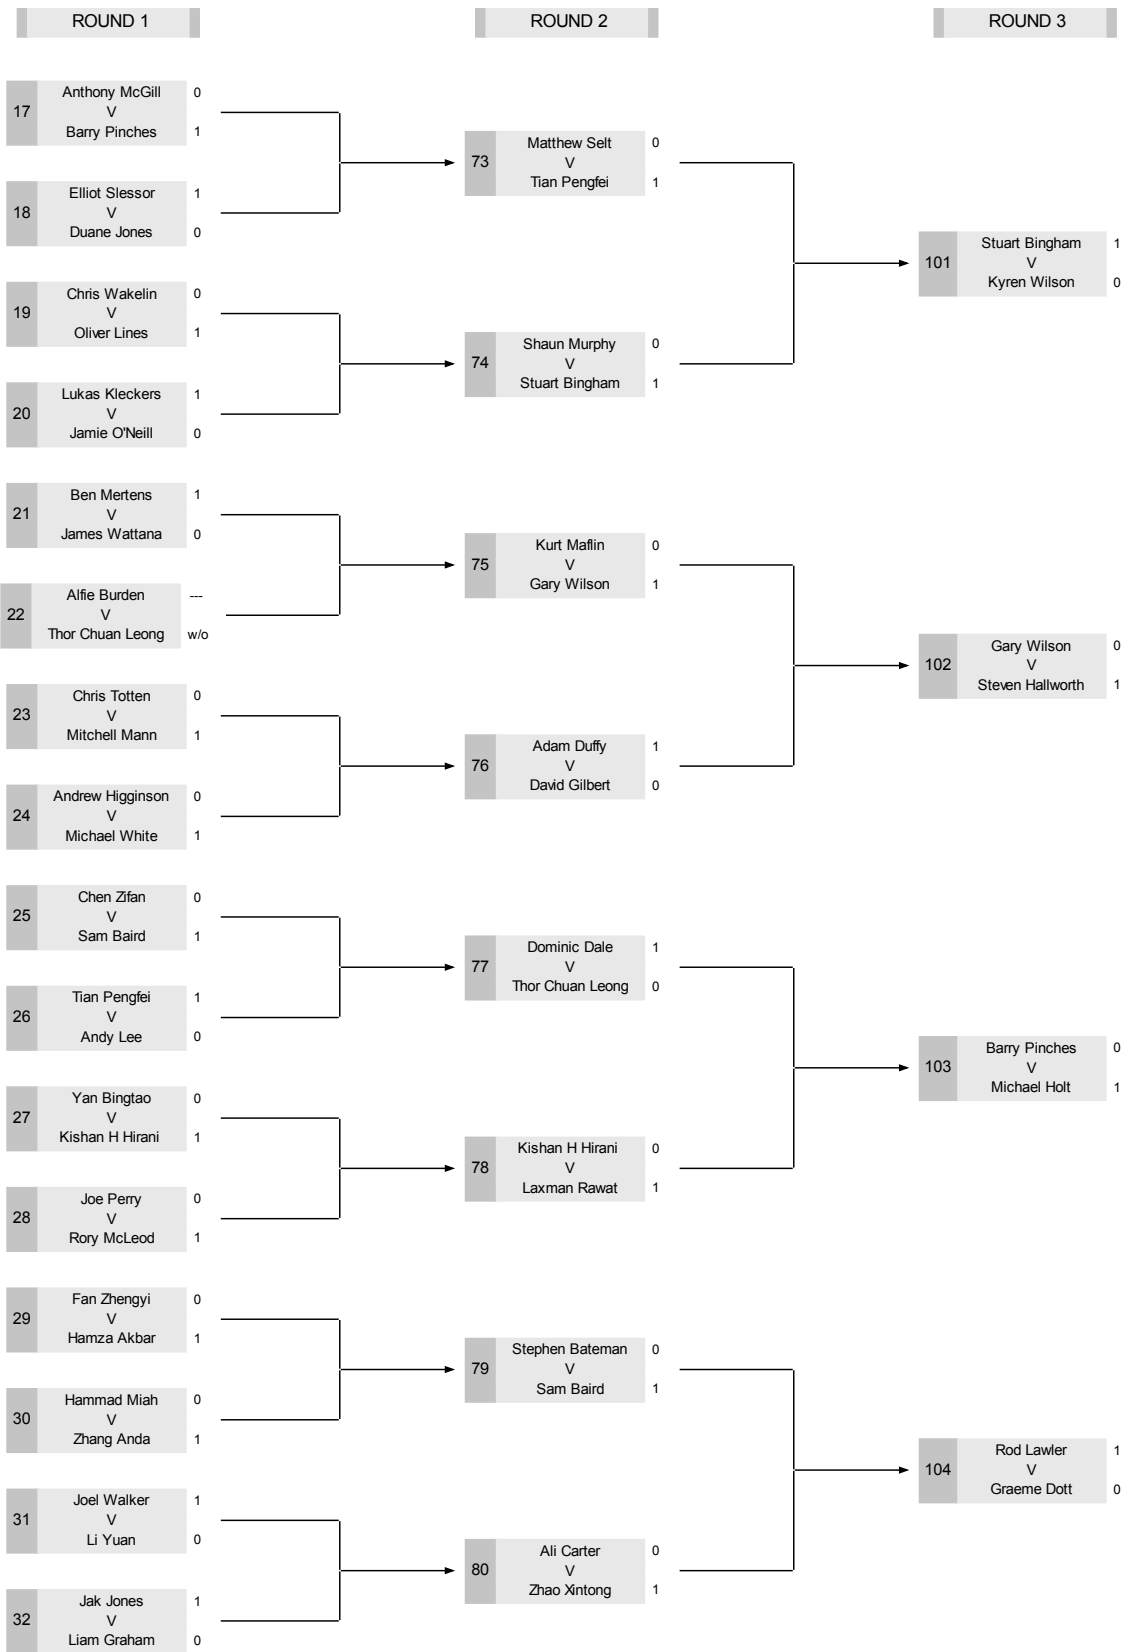 ROUND 1
ROUND 2
ROUND 3
17
Anthony McGill 0
V
Barry Pinches 1
18
Elliot Slessor 1
V
Duane Jones 0
19
Chris Wakelin 0
V
Oliver Lines 1
20
Lukas Kleckers 1
V
Jamie O'Neill 0
21
Ben Mertens 1
V
James Wattana 0
22
Alfie Burden ---
V
Thor Chuan Leong w/o
23
Chris Totten 0
V
Mitchell Mann 1
24
Andrew Higginson 0
V
Michael White 1
25
Chen Zifan 0
V
Sam Baird 1
26
Tian Pengfei 1
V
Andy Lee 0
27
Yan Bingtao 0
V
Kishan H Hirani 1
28
Joe Perry 0
V
Rory McLeod 1
29
Fan Zhengyi 0
V
Hamza Akbar 1
30
Hammad Miah 0
V
Zhang Anda 1
31
Joel Walker 1
V
Li Yuan 0
32
Jak Jones 1
V
Liam Graham 0
73
Matthew Selt 0
V
Tian Pengfei 1
74
Shaun Murphy 0
V
Stuart Bingham 1
75
Kurt Maflin 0
V
Gary Wilson 1
76
Adam Duffy 1
V
David Gilbert 0
77
Dominic Dale 1
V
Thor Chuan Leong 0
78
Kishan H Hirani 0
V
Laxman Rawat 1
79
Stephen Bateman 0
V
Sam Baird 1
80
Ali Carter 0
V
Zhao Xintong 1
101
Stuart Bingham 1
V
Kyren Wilson 0
102
Gary Wilson 0
V
Steven Hallworth 1
103
Barry Pinches 0
V
Michael Holt 1
104
Rod Lawler 1
V
Graeme Dott 0